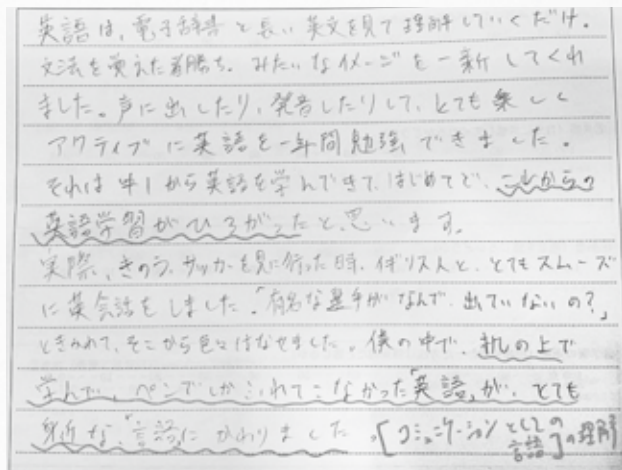 英語は、電子辞書と長い英文を見て理解していくだけ。
文法を覚えた者勝ち。みたいなイメージを一新してくれ
ました。声に出したり、発音したりして、とても楽しく
アクティブに英語を一年間勉強できました。
それは中1から英語を学んできて、はじめてで、これからの
英語学習がひろがったと思います。
実際、きのう、サッカーを見に行った時、イギリス人と、とてもスムーズ
に英会話をしました。「有名な選手がなんで、出ていないの?」
ときかれて、そこから色々はなせました。僕の中で、机の上で
学んで、ペンでしかふれてこなかった「英語」が、とても
身近な、「言語」にかわりました。[コミュニケーションとしての
言語]の理解